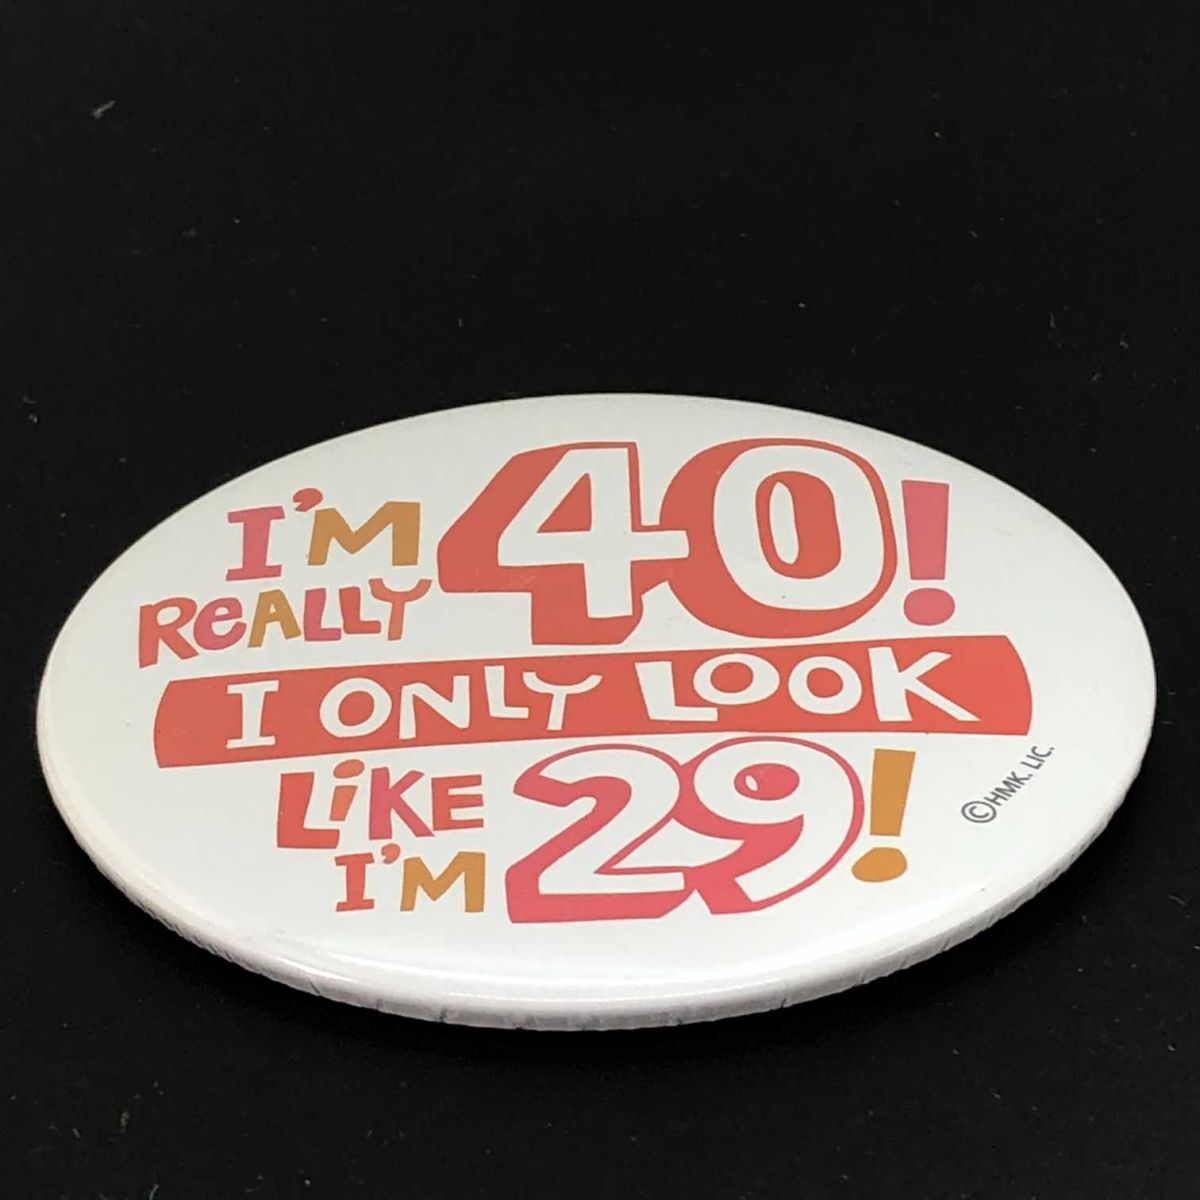 I'M 40!
ReALLY
I ONLY LOOK
LiKE 29!
I'M
©HMK. LIC.